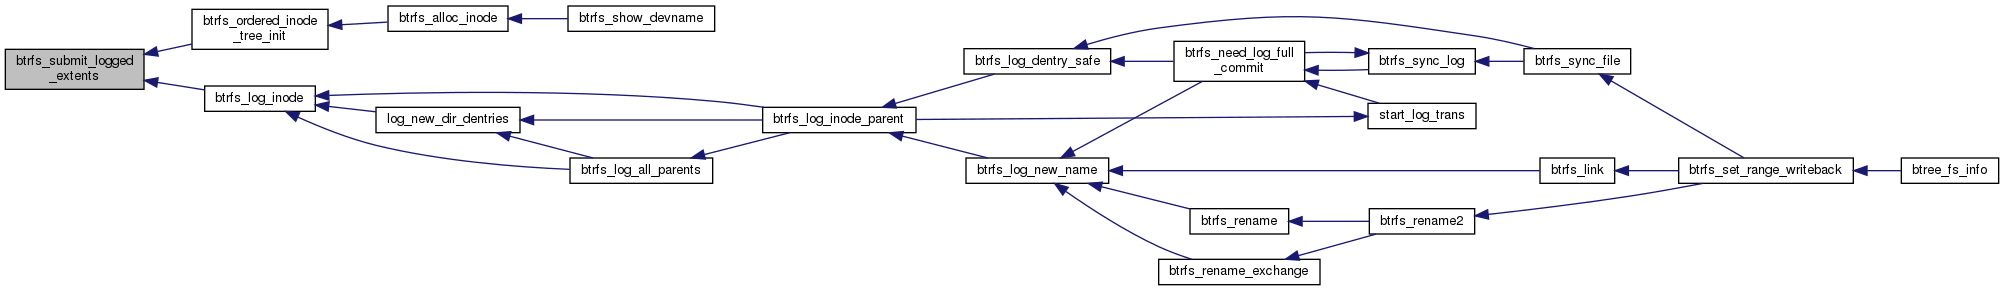 btrfs_submit_logged
_extents
btrfs_ordered_inode
_tree_init
btrfs_alloc_inode
btrfs_show_devname
btrfs_log_inode
log_new_dir_dentries
btrfs_log_all_parents
btrfs_log_inode_parent
btrfs_log_dentry_safe
btrfs_log_new_name
btrfs_need_log_full
_commit
btrfs_sync_log
start_log_trans
btrfs_sync_file
btrfs_link
btrfs_rename
btrfs_rename2
btrfs_rename_exchange
btrfs_set_range_writeback
btree_fs_info